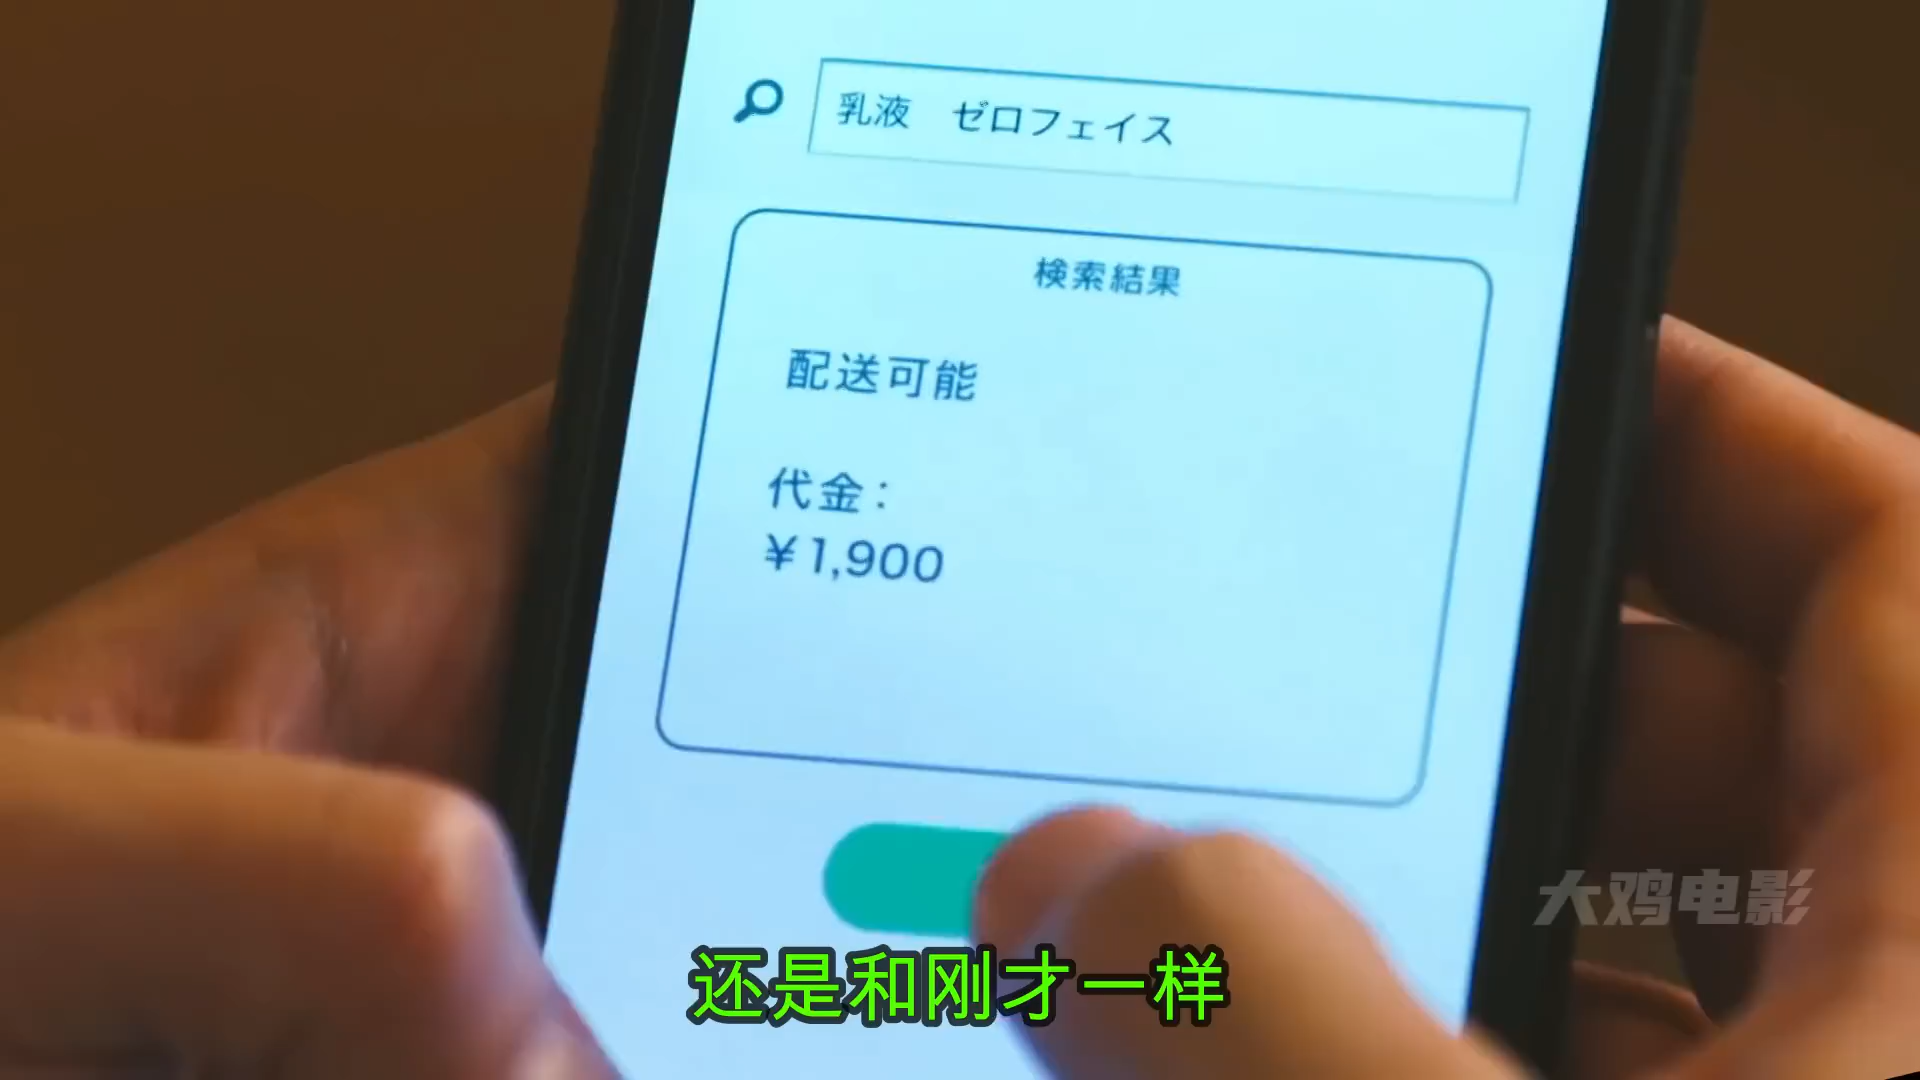 乳液　ゼロフェイス
検索結果
配送可能
代金：
¥1,900
大鸡电影
还是和刚才一样